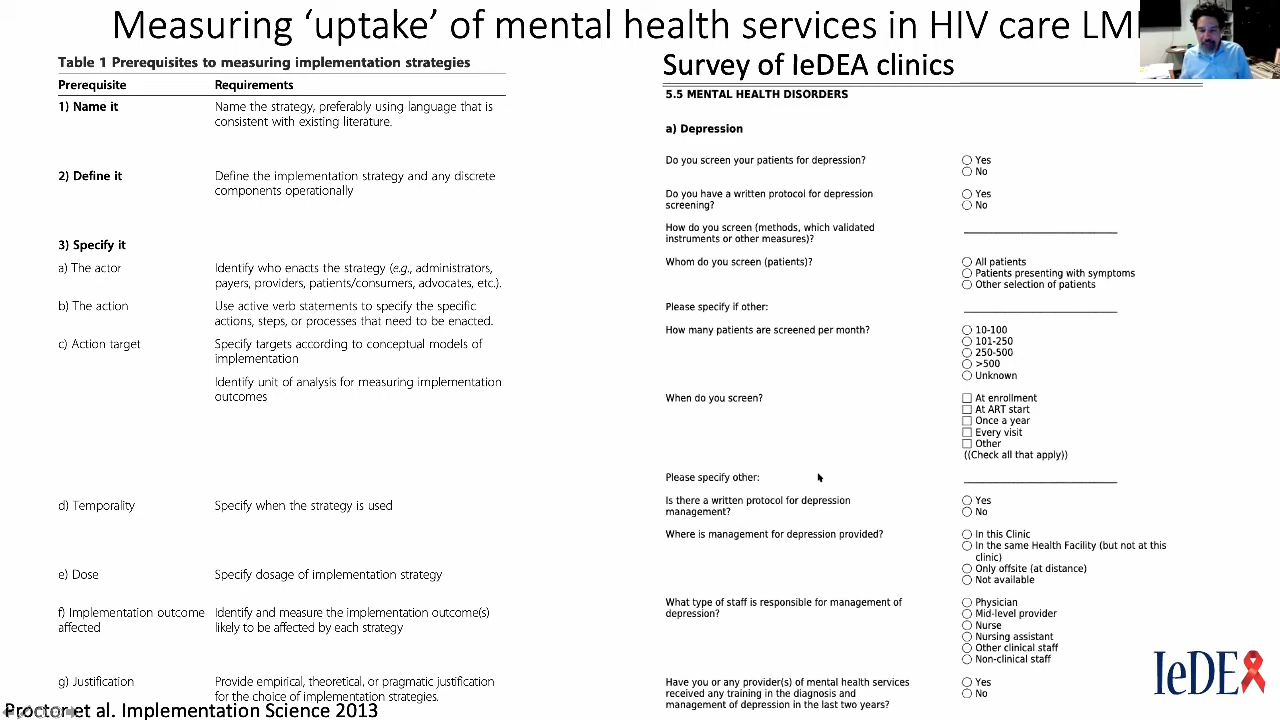 Measuring ‘uptake’ of mental health services in HIV care
Table 1 Prerequisites to measuring implementation strategies
Prerequisite Requirements
1) Name it Name the strategy, preferably using language that is
consistent with existing literature.
2) Define it Define the implementation strategy and any discrete
components operationally
3) Specify it
a) The actor Identify who enacts the strategy (e.g., administrators,
payers, providers, patients/consumers, advocates, etc.).
b) The action Use active verb statements to specify the specific
actions, steps, or processes that need to be enacted.
c) Action target Specify targets according to conceptual models of
implementation
Identify unit of analysis for measuring implementation
outcomes
d) Temporality Specify when the strategy is used
e) Dose Specify dosage of implementation strategy
f) Implementation outcome Identify and measure the implementation outcome(s)
affected likely to be affected by each strategy
g) Justification Provide empirical, theoretical, or pragmatic justification
for the choice of implementation strategies.
Proctor et al. Implementation Science 2013
Survey of IeDEA clinics
5.5 MENTAL HEALTH DISORDERS
a) Depression
Do you screen your patients for depression? Yes
No
Do you have a written protocol for depression Yes
screening? No
How do you screen (methods, which validated
instruments or other measures)?
Whom do you screen (patients)? All patients
Patients presenting with symptoms
Other selection of patients
Please specify if other:
How many patients are screened per month? 10-100
101-250
250-500
>500
Unknown
When do you screen? At enrollment
At ART start
Once a year
Every visit
Other
((Check all that apply))
Please specify other:
Is there a written protocol for depression Yes
management? No
Where is management for depression provided? In this Clinic
In the same Health Facility (but not at this
clinic)
Only offsite (at distance)
Not available
What type of staff is responsible for management of Physician
depression? Mid-level provider
Nurse
Nursing assistant
Other clinical staff
Non-clinical staff
Have you or any provider(s) of mental health services Yes
received any training in the diagnosis and No
management of depression in the last two years?
IeDEA